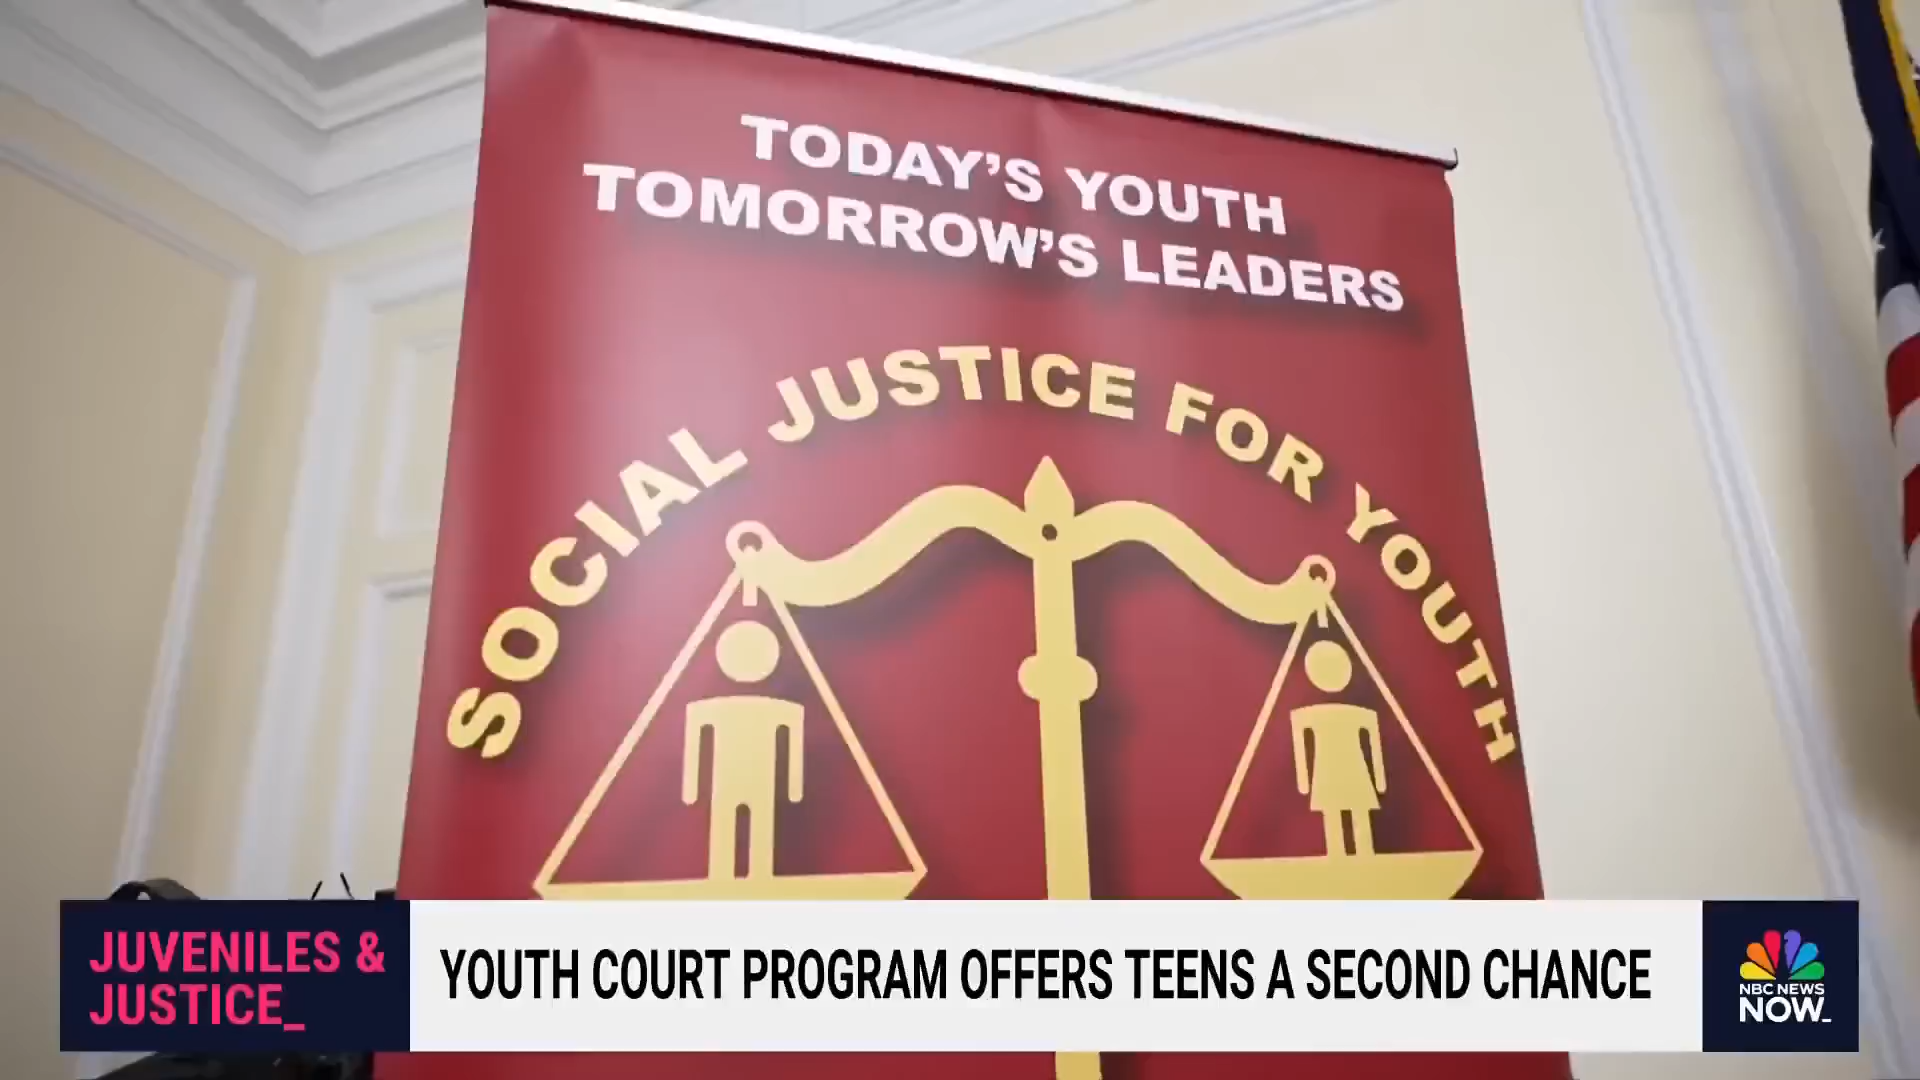 TODAY'S YOUTH
TOMORROW'S LEADERS
SOCIAL JUSTICE FOR YOUTH
JUVENILES &
JUSTICE_
YOUTH COURT PROGRAM OFFERS TEENS A SECOND CHANCE
NBC NEWS
NOW_